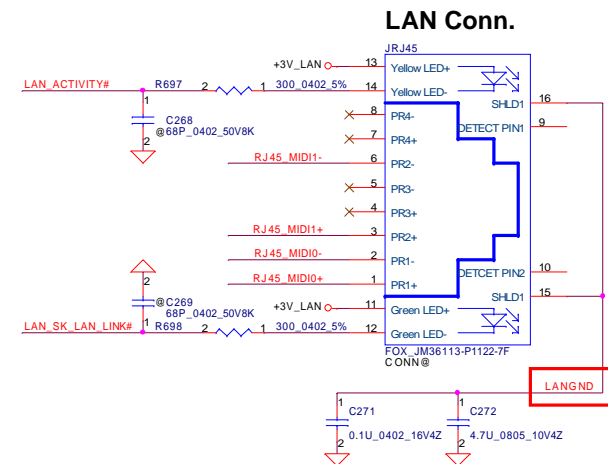 LAN Conn.
JRJ45
+3V_LAN 13 Yellow LED+
LAN_ACTIVITY# R697 2 1 300_0402_5% 14 Yellow LED-
SHLD1 16
1
C268
@68P_0402_50V8K
2
8 PR4-
DETECT PIN1 9
7 PR4+
RJ45_MIDI1- 6 PR2-
5 PR3-
4 PR3+
RJ45_MIDI1+ 3 PR2+
RJ45_MIDI0- 2 PR1-
RJ45_MIDI0+ 1 PR1+
DETCET PIN2 10
2
@C269
68P_0402_50V8K
1
SHLD1 15
+3V_LAN 11 Green LED+
LAN_SK_LAN_LINK# R698 2 1 300_0402_5% 12 Green LED-
FOX_JM36113-P1122-7F
CONN@
LANGND
1 1
C271 C272
0.1U_0402_16V4Z 4.7U_0805_10V4Z
2 2